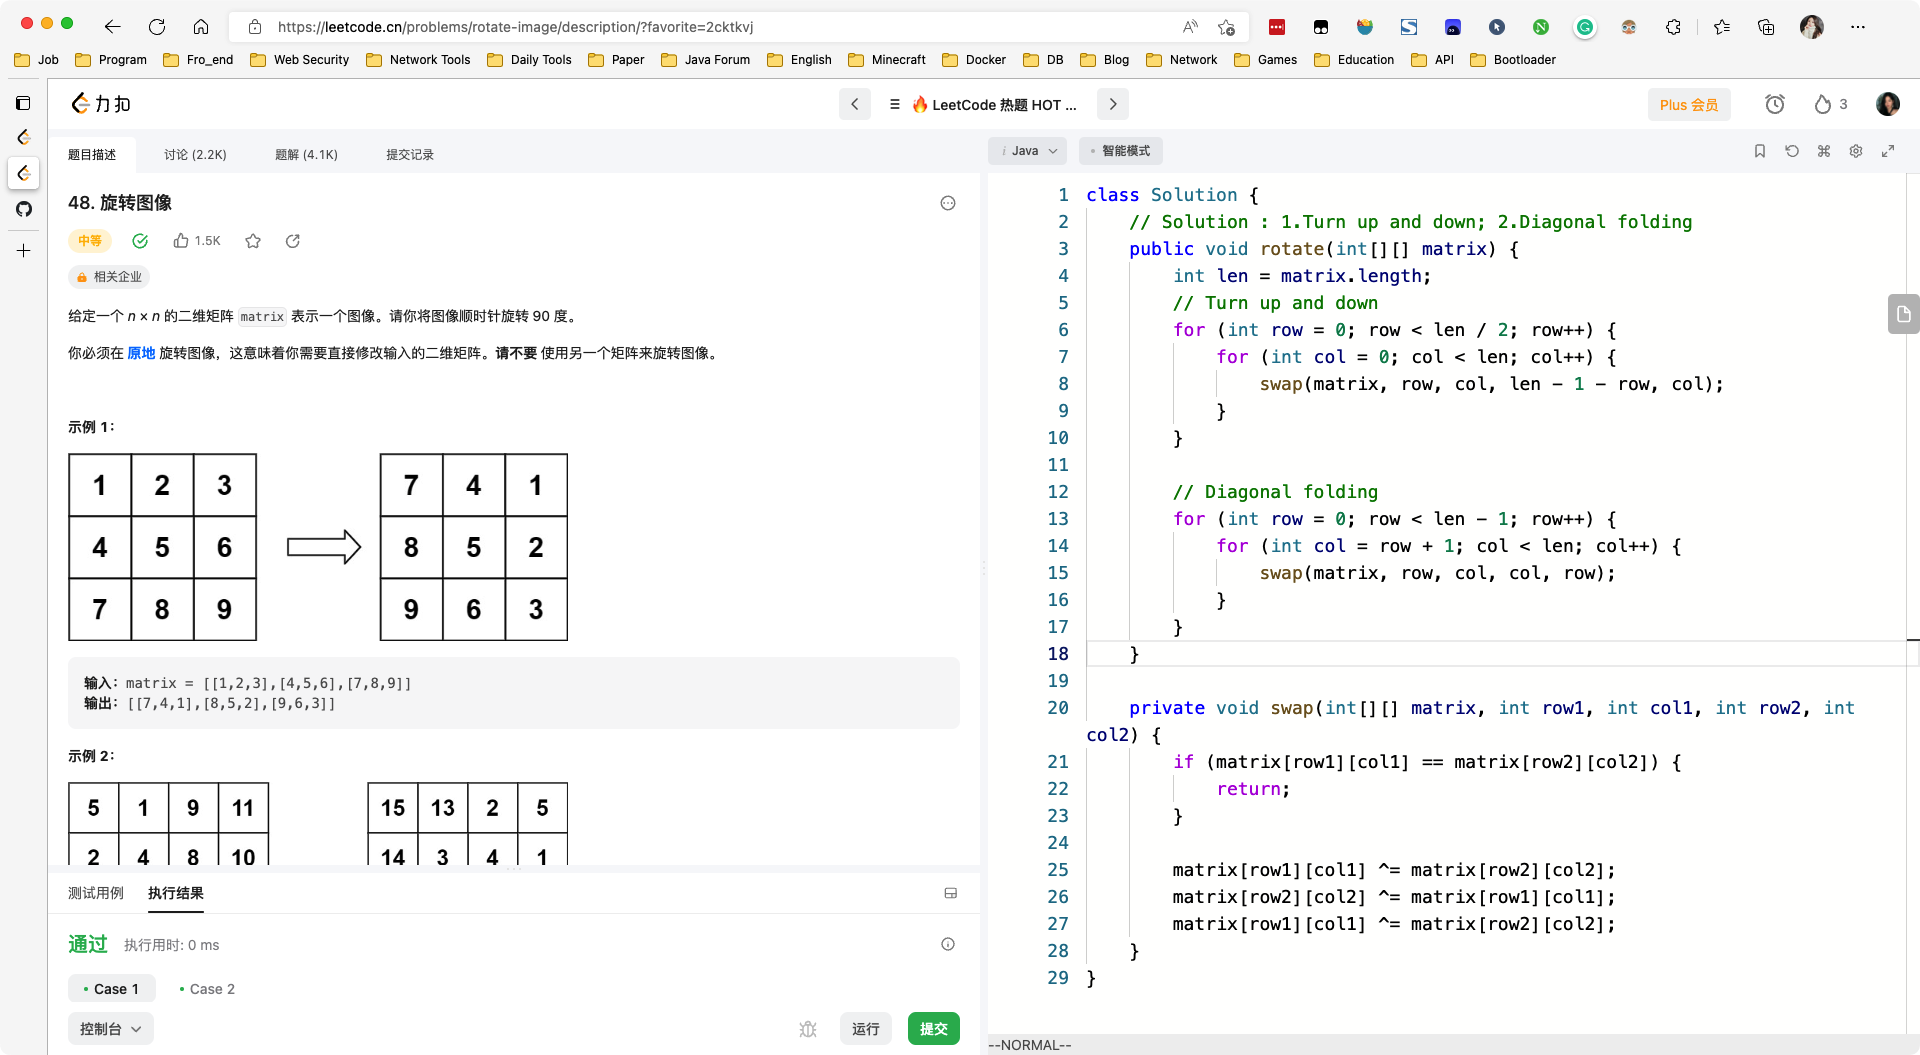 https://leetcode.cn/problems/rotate-image/description/?favorite=2cktkvj
Job Program Fro_end Web Security Network Tools Daily Tools Paper Java Forum English Minecraft Docker DB Blog Network Games Education API Bootloader
力扣
LeetCode 热题 HOT ...
Plus 会员
3
题目描述 讨论 (2.2K) 题解 (4.1K) 提交记录
48. 旋转图像
中等 1.5K
相关企业
给定一个 n × n 的二维矩阵 matrix 表示一个图像。请你将图像顺时针旋转 90 度。
你必须在 原地 旋转图像，这意味着你需要直接修改输入的二维矩阵。请不要 使用另一个矩阵来旋转图像。
示例 1：
1 2 3 7 4 1
4 5 6 8 5 2
7 8 9 9 6 3
输入：matrix = [[1,2,3],[4,5,6],[7,8,9]]
输出：[[7,4,1],[8,5,2],[9,6,3]]
示例 2：
5 1 9 11 15 13 2 5
2 4 8 10 14 3 4 1
测试用例 执行结果
通过 执行用时: 0 ms
Case 1 Case 2
控制台 运行 提交
i Java 智能模式
1 class Solution {
2 // Solution : 1.Turn up and down; 2.Diagonal folding
3 public void rotate(int[][] matrix) {
4 int len = matrix.length;
5 // Turn up and down
6 for (int row = 0; row < len / 2; row++) {
7 for (int col = 0; col < len; col++) {
8 swap(matrix, row, col, len - 1 - row, col);
9 }
10 }
11
12 // Diagonal folding
13 for (int row = 0; row < len - 1; row++) {
14 for (int col = row + 1; col < len; col++) {
15 swap(matrix, row, col, col, row);
16 }
17 }
18 }
19
20 private void swap(int[][] matrix, int row1, int col1, int row2, int
col2) {
21 if (matrix[row1][col1] == matrix[row2][col2]) {
22 return;
23 }
24
25 matrix[row1][col1] ^= matrix[row2][col2];
26 matrix[row2][col2] ^= matrix[row1][col1];
27 matrix[row1][col1] ^= matrix[row2][col2];
28 }
29 }
--NORMAL--